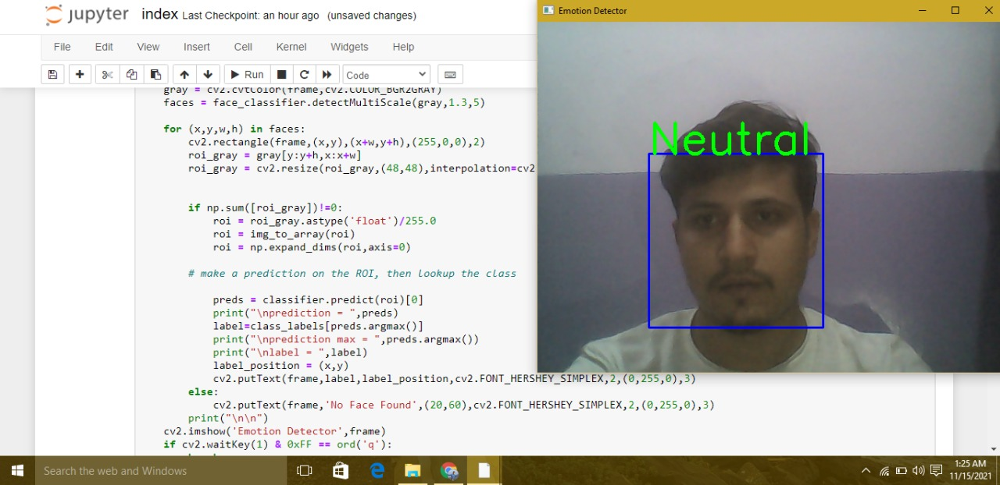 jupyter index Last Checkpoint: an hour ago (unsaved changes)
File Edit View Insert Cell Kernel Widgets Help
Run Code
gray = cv2.cvtColor(frame,cv2.COLOR_BGR2GRAY)
faces = face_classifier.detectMultiScale(gray,1.3,5)
for (x,y,w,h) in faces:
cv2.rectangle(frame,(x,y),(x+w,y+h),(255,0,0),2)
roi_gray = gray[y:y+h,x:x+w]
roi_gray = cv2.resize(roi_gray,(48,48),interpolation=cv2
if np.sum([roi_gray])!=0:
roi = roi_gray.astype('float')/255.0
roi = img_to_array(roi)
roi = np.expand_dims(roi,axis=0)
# make a prediction on the ROI, then lookup the class
preds = classifier.predict(roi)[0]
print("\nprediction = ",preds)
label=class_labels[preds.argmax()]
print("\nprediction max = ",preds.argmax())
print("\nlabel = ",label)
label_position = (x,y)
cv2.putText(frame,label,label_position,cv2.FONT_HERSHEY_SIMPLEX,2,(0,255,0),3)
else:
cv2.putText(frame,'No Face Found',(20,60),cv2.FONT_HERSHEY_SIMPLEX,2,(0,255,0),3)
print("\n\n")
cv2.imshow('Emotion Detector',frame)
if cv2.waitKey(1) & 0xFF == ord('q'):
Emotion Detector
Neutral
Search the web and Windows
1:25 AM
11/15/2021